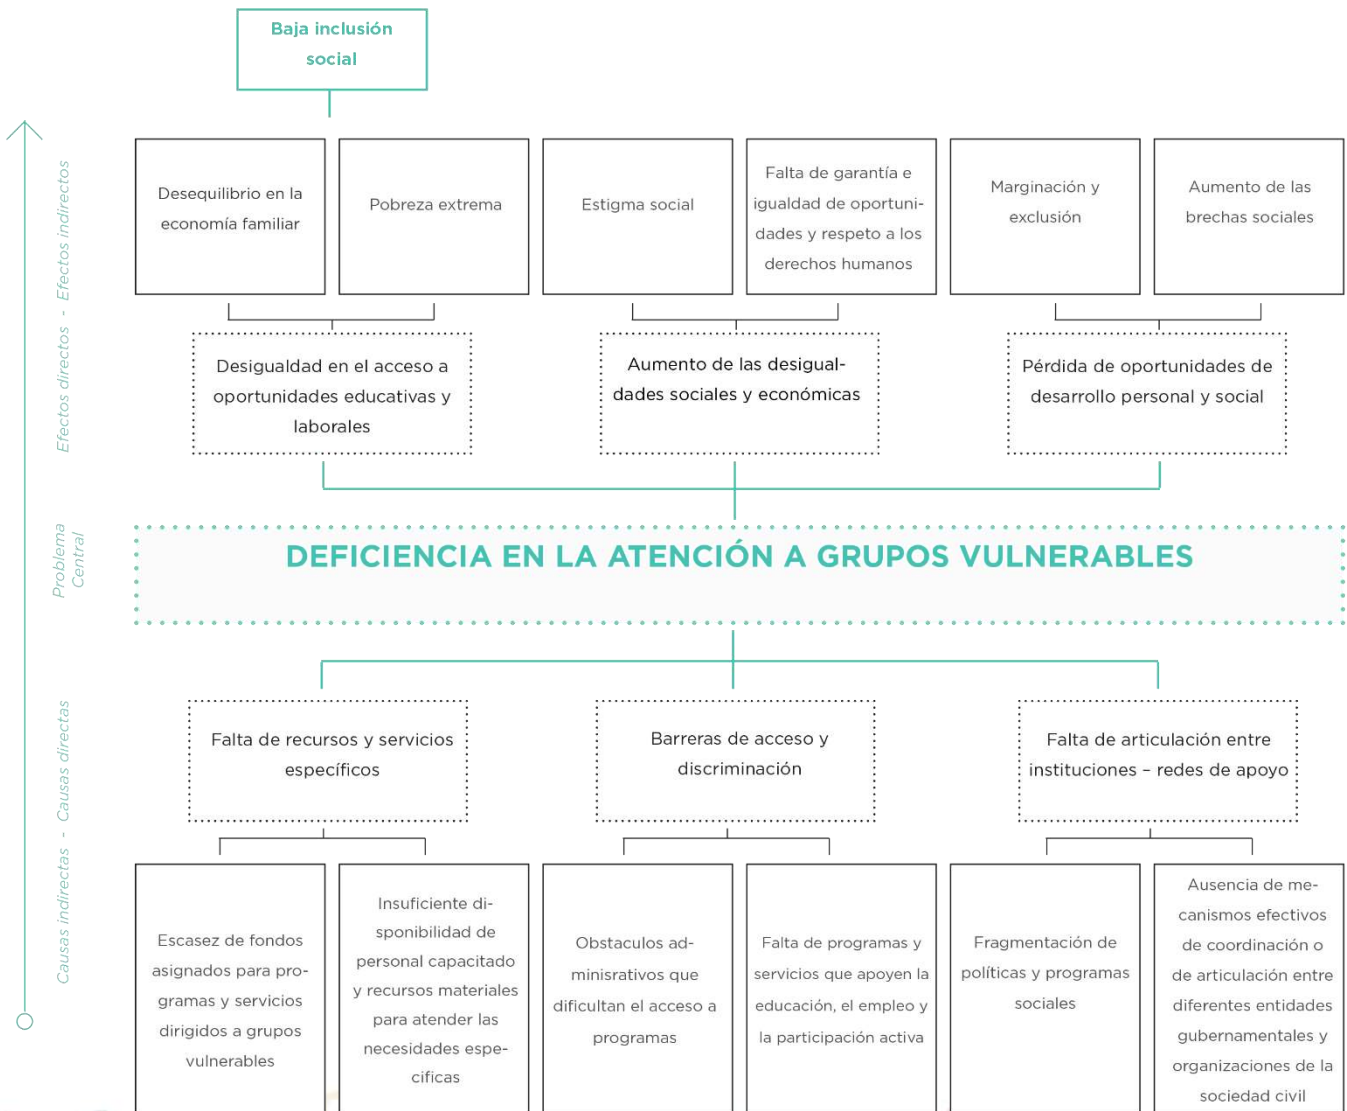 Baja inclusión
social
Desequilibrio en la
economía familiar
Pobreza extrema
Estigma social
Falta de garantía e
igualdad de oportuni-
dades y respeto a los
derechos humanos
Marginación y
exclusión
Aumento de las
brechas sociales
Efectos directos - Efectos indirectos
Desigualdad en el acceso a
oportunidades educativas y
laborales
Aumento de las desigual-
dades sociales y económicas
Pérdida de oportunidades de
desarrollo personal y social
Problema
Central
DEFICIENCIA EN LA ATENCIÓN A GRUPOS VULNERABLES
Causas indirectas - Causas directas
Falta de recursos y servicios
específicos
Barreras de acceso y
discriminación
Falta de articulación entre
instituciones – redes de apoyo
Escasez de fondos
asignados para pro-
gramas y servicios
dirigidos a grupos
vulnerables
Insuficiente di-
sponibilidad de
personal capacitado
y recursos materiales
para atender las
necesidades espe-
cificas
Obstaculos ad-
minisrativos que
dificultan el acceso a
programas
Falta de programas y
servicios que apoyen la
educación, el empleo y
la participación activa
Fragmentación de
políticas y programas
sociales
Ausencia de me-
canismos efectivos
de coordinación o
de articulación entre
diferentes entidades
gubernamentales y
organizaciones de la
sociedad civil